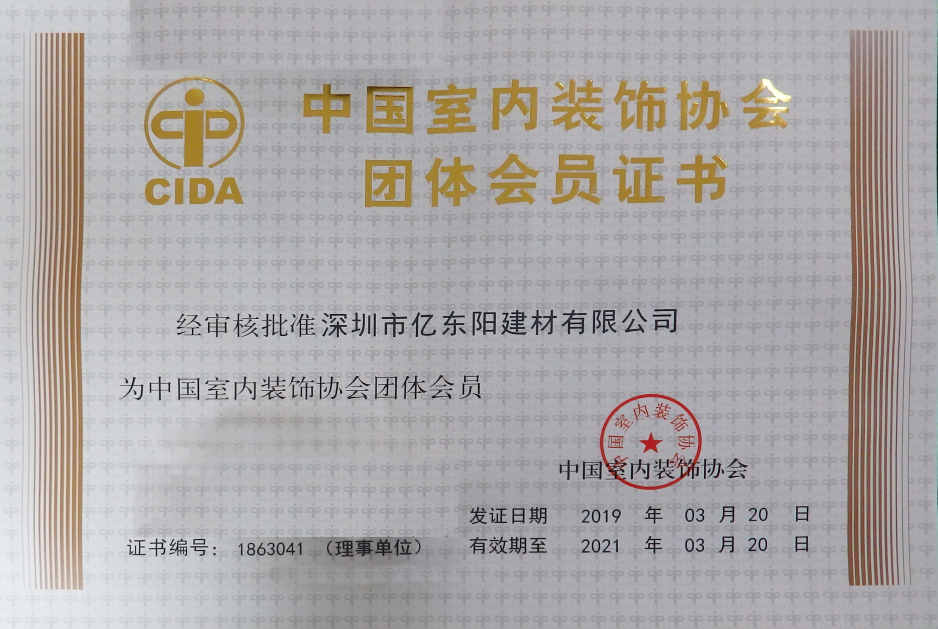 CIDA
中国室内装饰协会
团体会员证书
经审核批准深圳市亿东阳建材有限公司
为中国室内装饰协会团体会员
中国室内装饰协会
中国室内装饰协会
发证日期 2019 年 03 月 20 日
证书编号: 1863041 (理事单位) 有效期至 2021 年 03 月 20 日